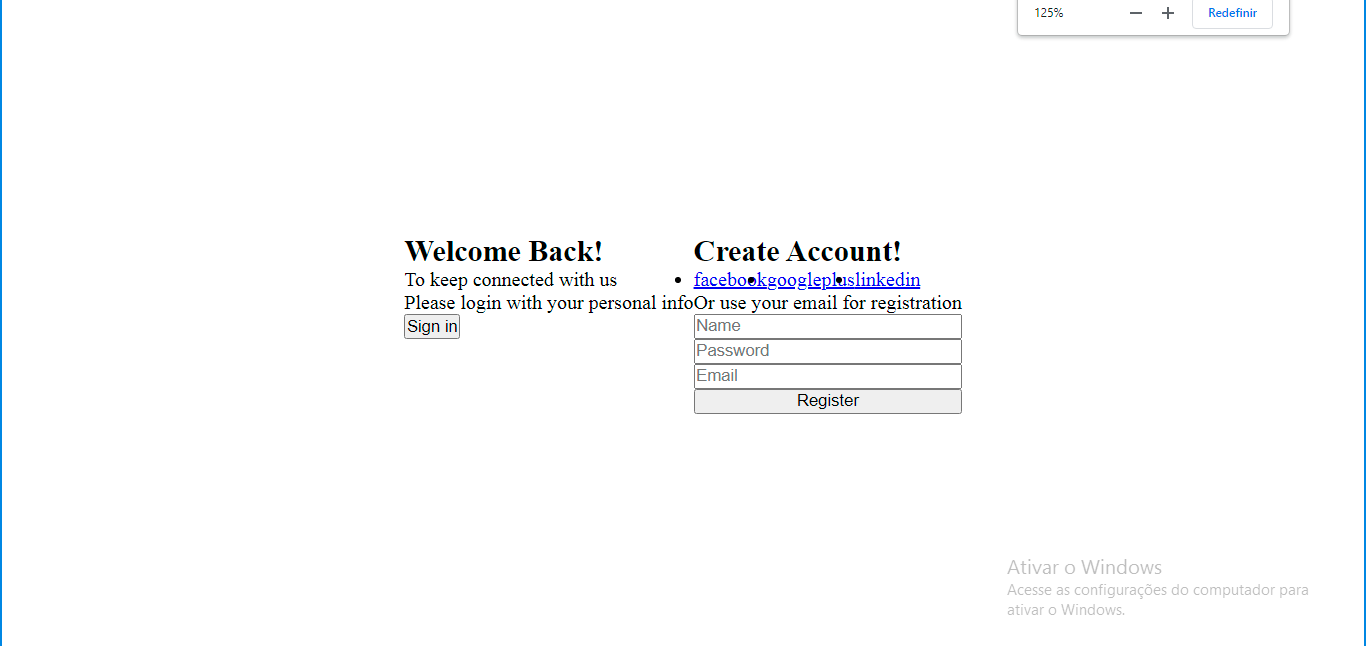 125%
Redefinir
Welcome Back!
To keep connected with us
Please login with your personal info
Sign in
Create Account!
facebookgooglepluslinkedin
Or use your email for registration
Name
Password
Email
Register
Ativar o Windows
Acesse as configurações do computador para
ativar o Windows.